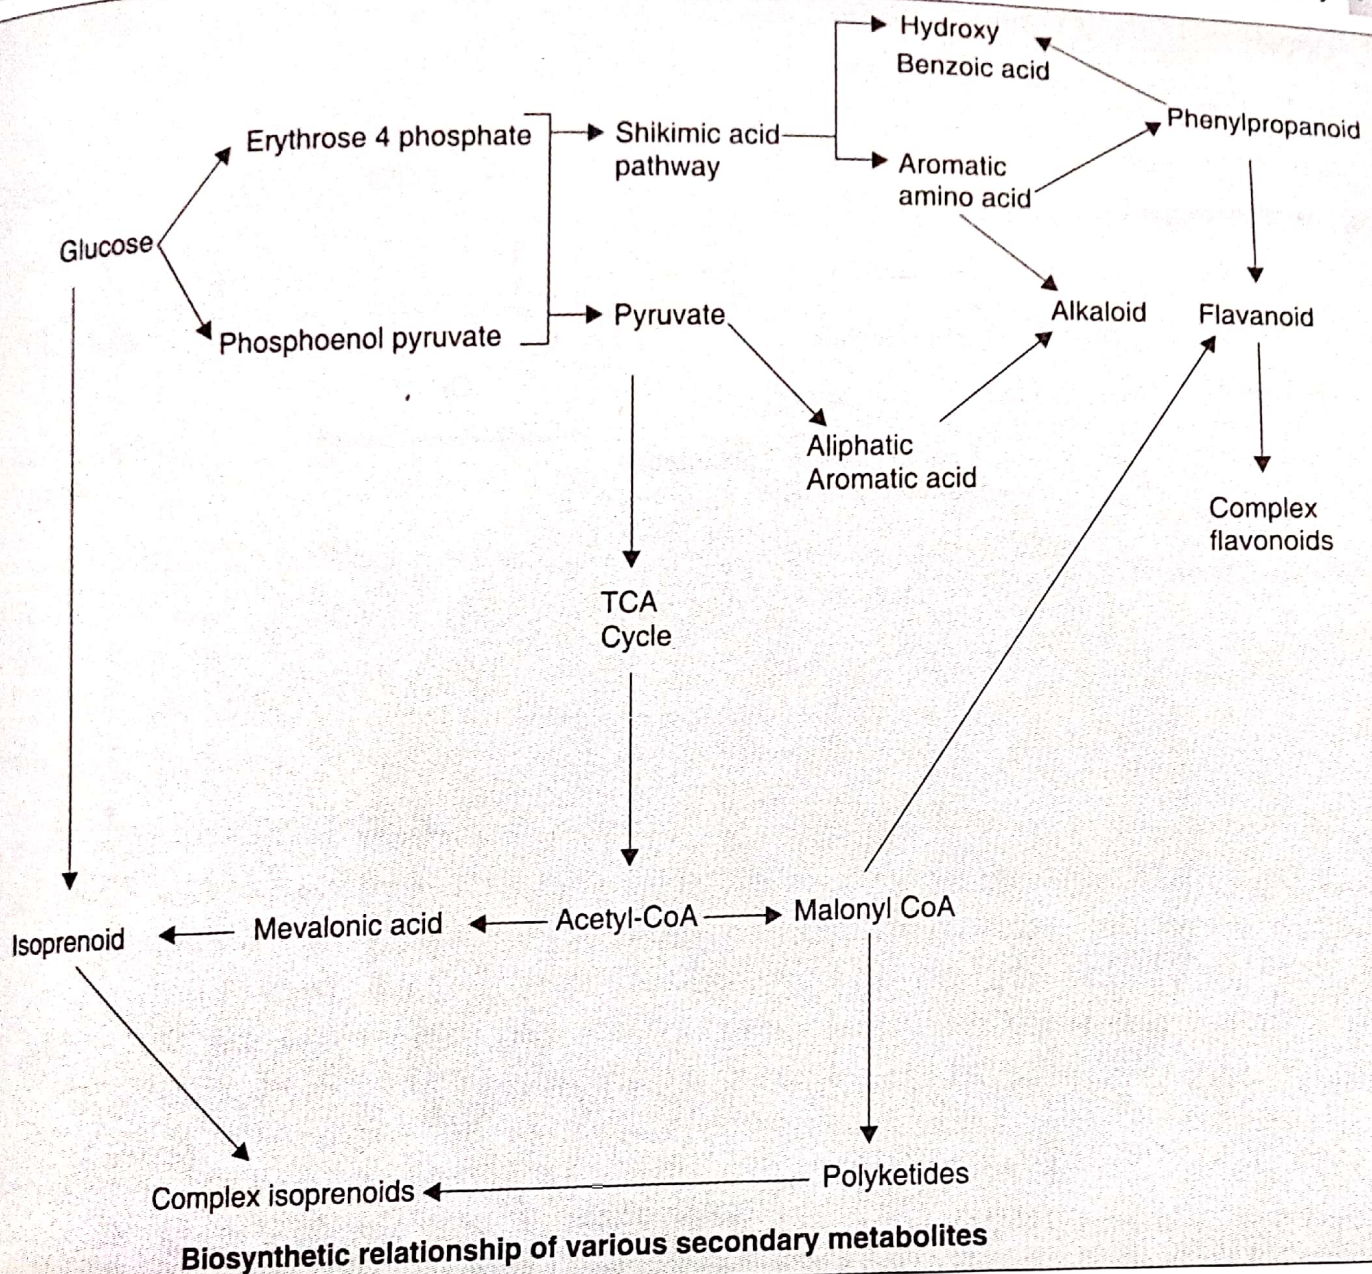 Hydroxy
Benzoic acid
Phenylpropanoid
Erythrose 4 phosphate
Shikimic acid
pathway
Aromatic
amino acid
Glucose
Phosphoenol pyruvate
Pyruvate
Alkaloid
Flavanoid
Aliphatic
Aromatic acid
Complex
flavonoids
TCA
Cycle
Isoprenoid
Mevalonic acid
Acetyl-CoA
Malonyl CoA
Complex isoprenoids
Polyketides
Biosynthetic relationship of various secondary metabolites